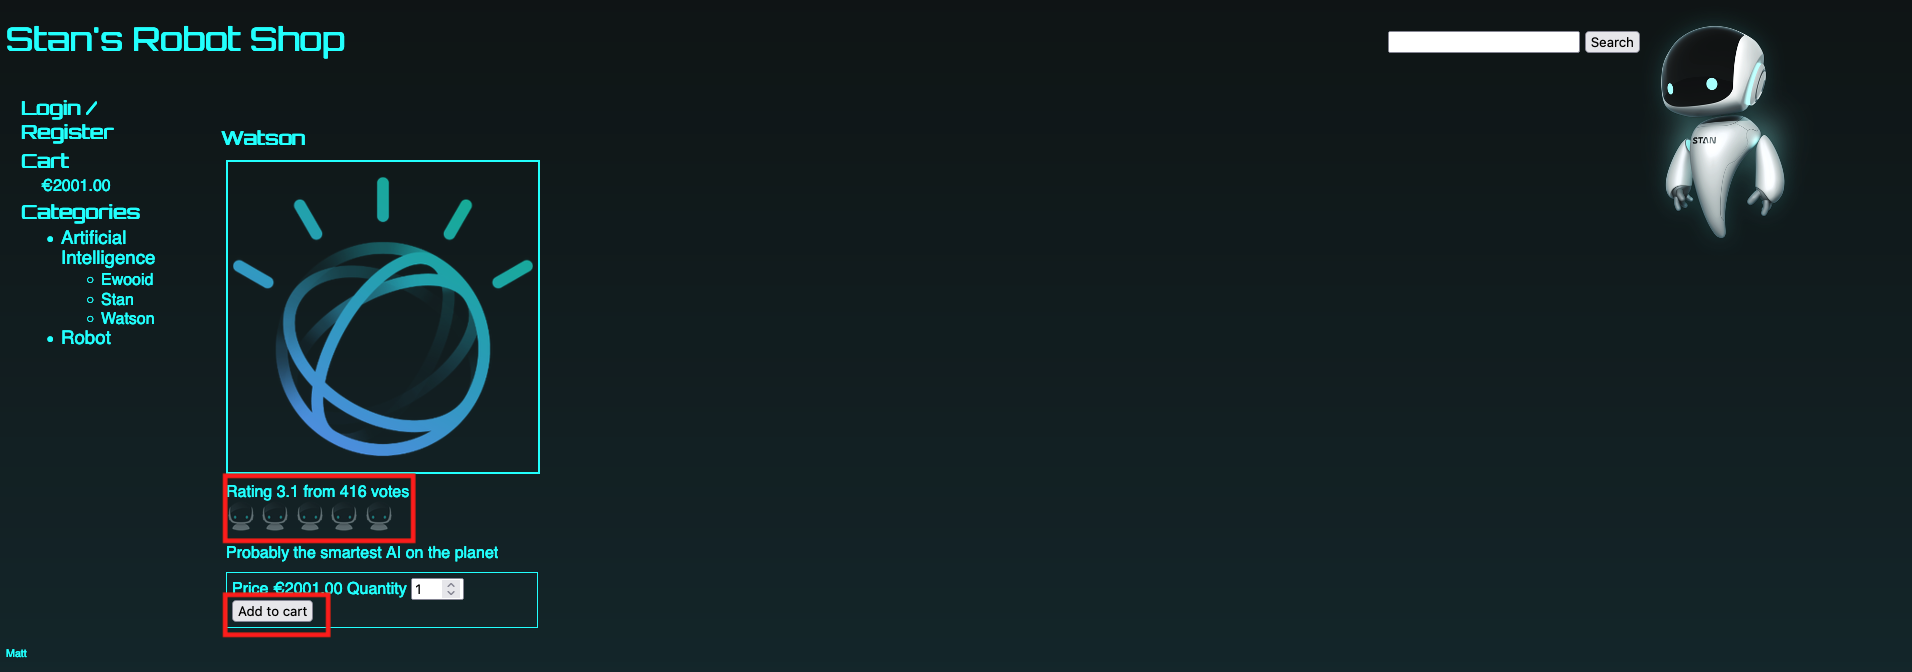 Stan's Robot Shop
Search
STAN
Login /
Register
Cart
€2001.00
Categories
Artificial
Intelligence
Ewooid
Stan
Watson
Robot
Watson
Rating 3.1 from 416 votes
Probably the smartest AI on the planet
Price €2001.00 Quantity 1
Add to cart
Matt